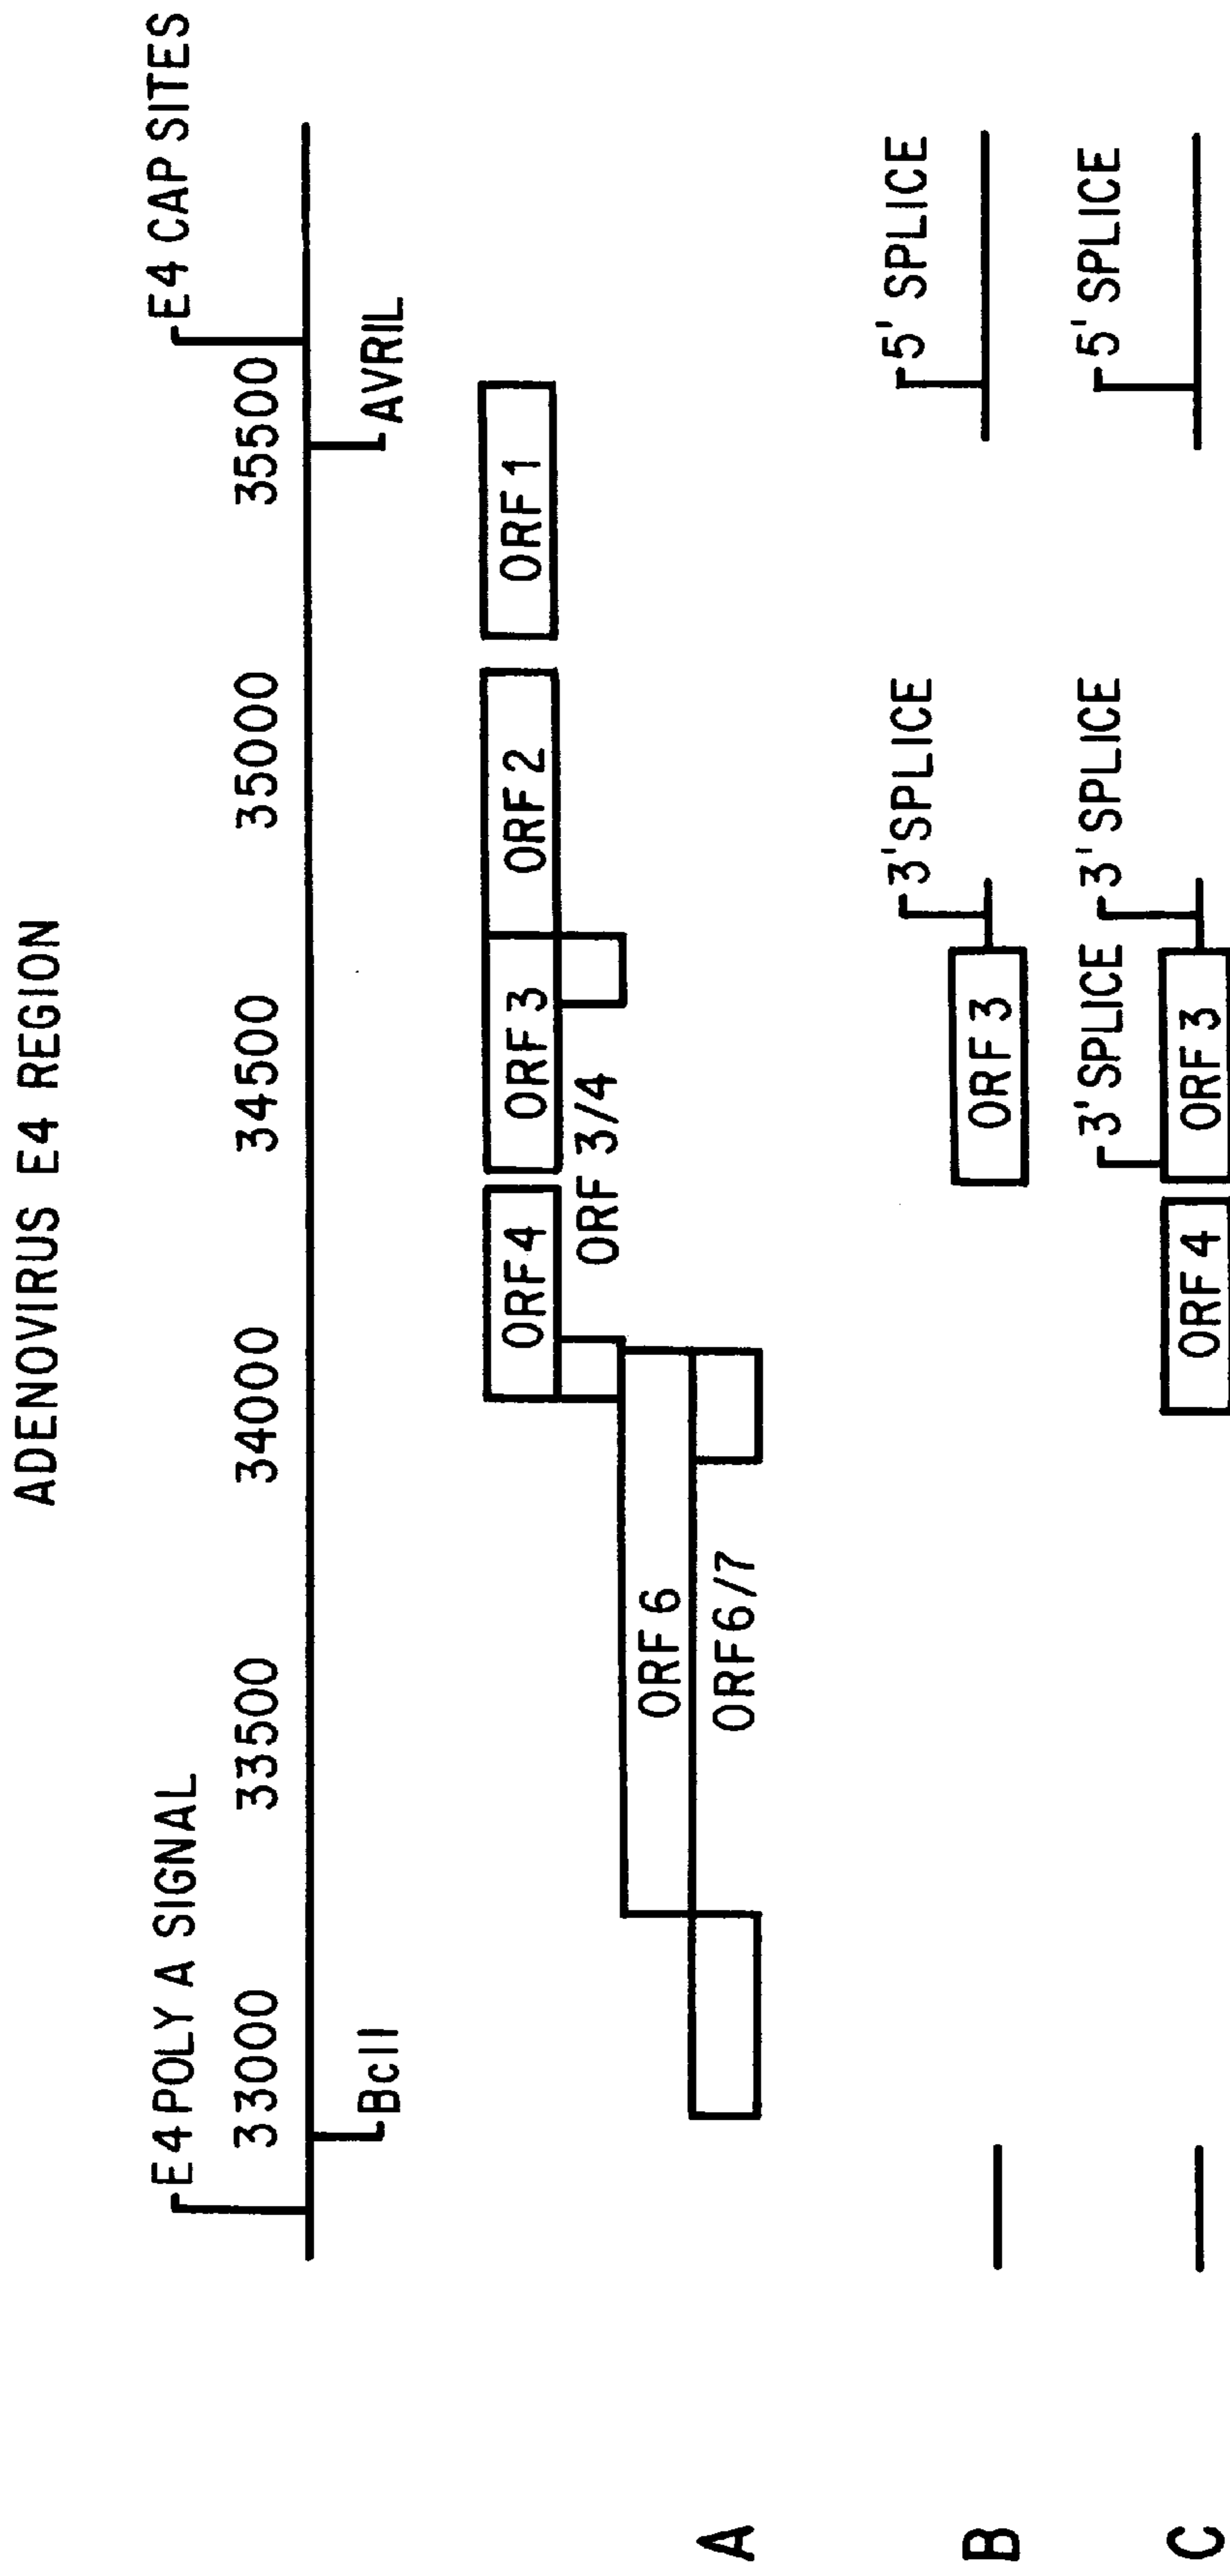 ADENOVIRUS E4 REGION
E4 POLY A SIGNAL
E4 CAP SITES
33000 33500 34000 34500 35000 35500
BclI
AVRII
ORF 4 ORF 3 ORF 2 ORF 1
ORF 3/4
ORF 6
A
ORF 6/7
3' SPLICE 5' SPLICE
B
ORF 3
3' SPLICE 3' SPLICE 5' SPLICE
C
ORF 4 ORF 3